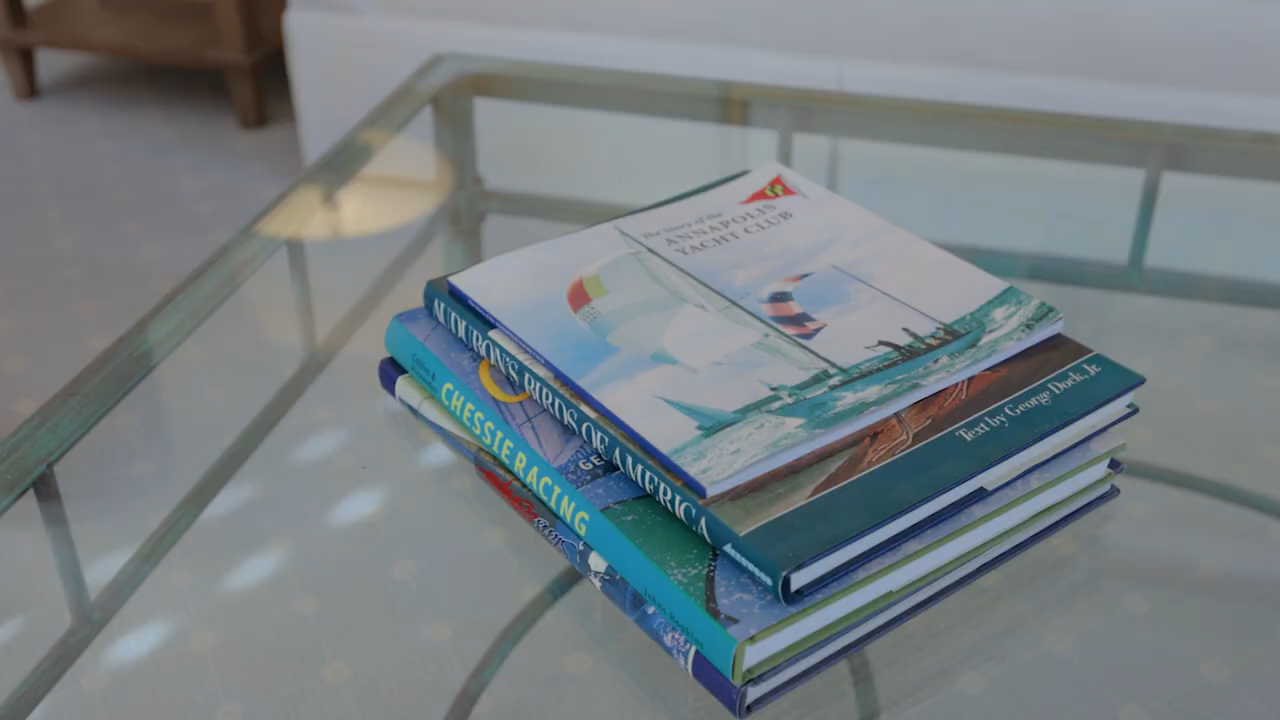 The Story of the
ANNAPOLIS
YACHT CLUB
Text by George Dock, Jr.
AUDUBON'S BIRDS OF AMERICA
CHESSIE RACING